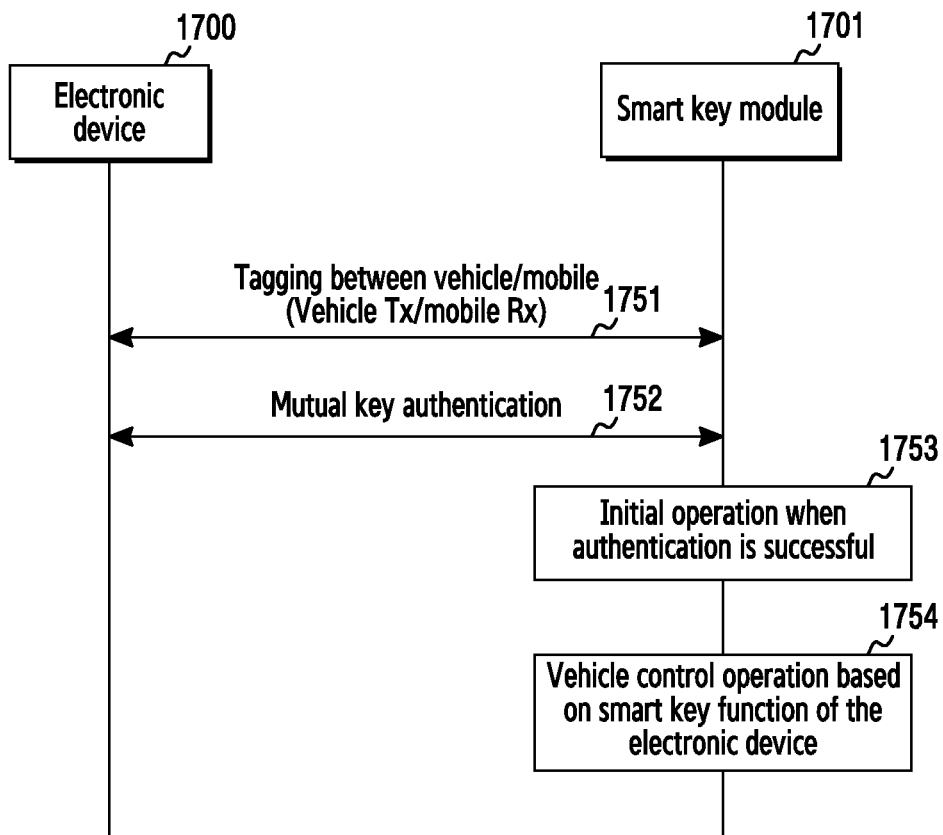 1700
Electronic
device
1701
Smart key module
Tagging between vehicle/mobile
(Vehicle Tx/mobile Rx)
1751
Mutual key authentication
1752
1753
Initial operation when
authentication is successful
1754
Vehicle control operation based
on smart key function of the
electronic device